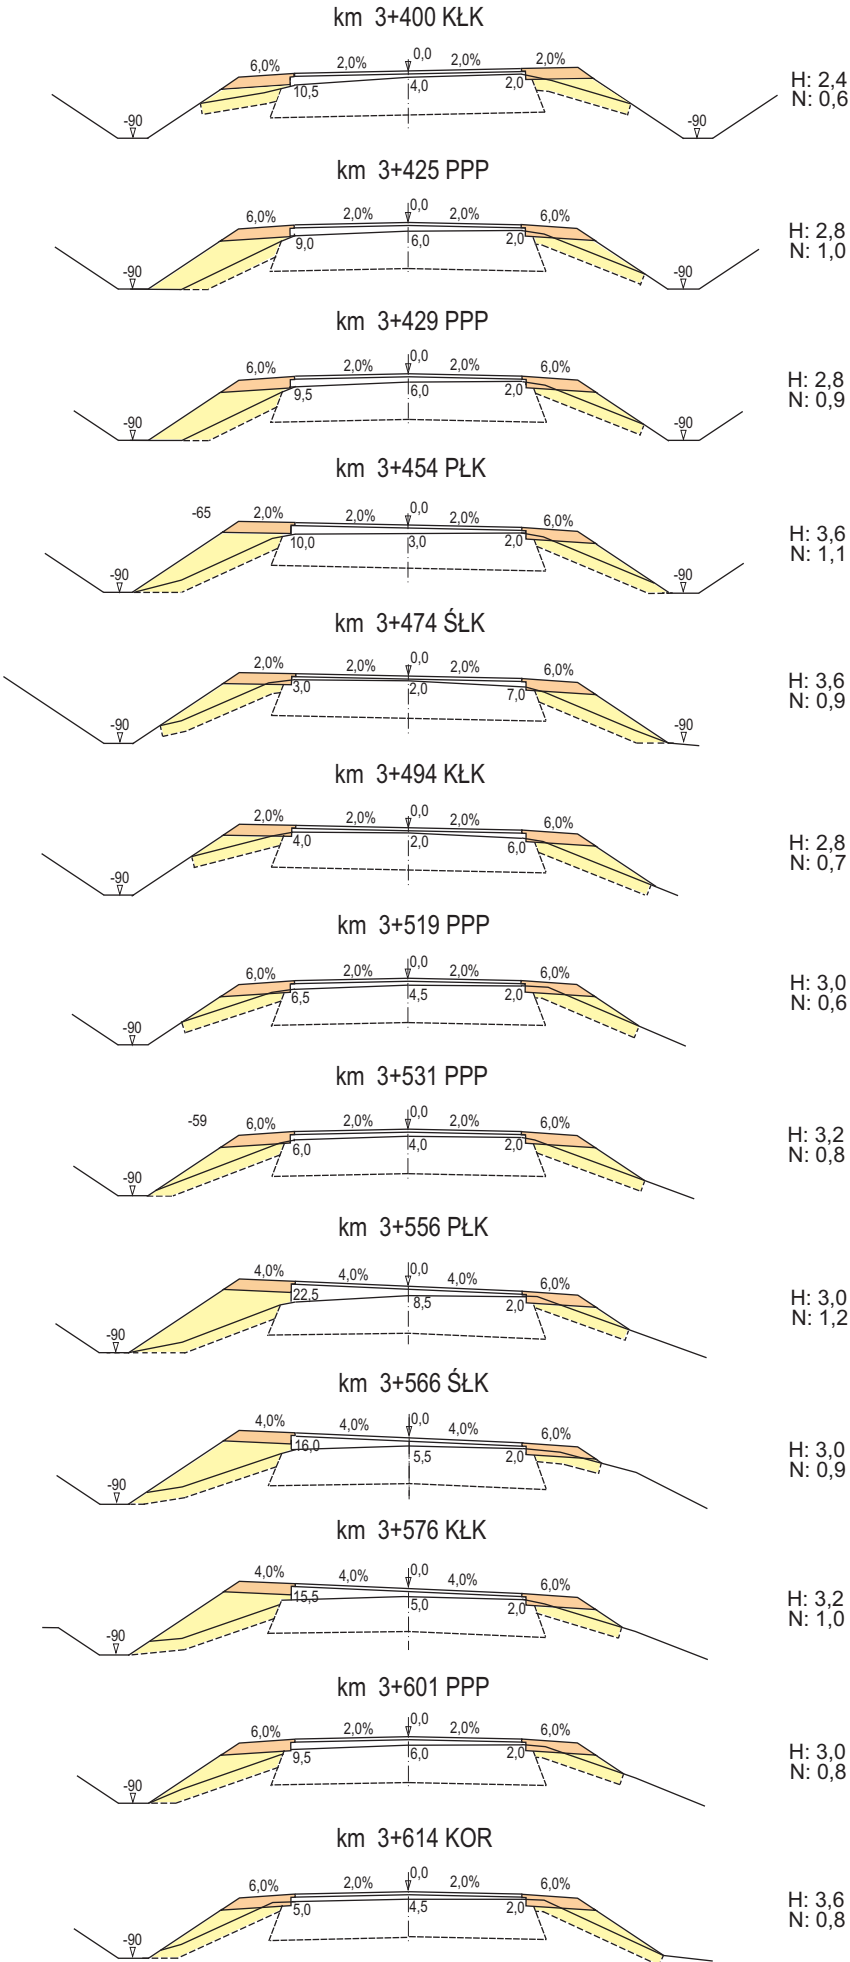 km 3+400 KŁK
6,0% 2,0% 0,0 2,0% 2,0%
10,5 4,0 2,0
-90 -90
H: 2,4
N: 0,6
km 3+425 PPP
6,0% 2,0% 0,0 2,0% 6,0%
9,0 6,0 2,0
-90 -90
H: 2,8
N: 1,0
km 3+429 PPP
6,0% 2,0% 0,0 2,0% 6,0%
9,5 6,0 2,0
-90 -90
H: 2,8
N: 0,9
km 3+454 PŁK
-65 2,0% 2,0% 0,0 2,0% 6,0%
10,0 3,0 2,0
-90 -90
H: 3,6
N: 1,1
km 3+474 ŚŁK
2,0% 2,0% 0,0 2,0% 6,0%
3,0 2,0 7,0
-90 -90
H: 3,6
N: 0,9
km 3+494 KŁK
2,0% 2,0% 0,0 2,0% 6,0%
4,0 2,0 6,0
-90
H: 2,8
N: 0,7
km 3+519 PPP
6,0% 2,0% 0,0 2,0% 6,0%
6,5 4,5 2,0
-90
H: 3,0
N: 0,6
km 3+531 PPP
-59 6,0% 2,0% 0,0 2,0% 6,0%
6,0 4,0 2,0
-90
H: 3,2
N: 0,8
km 3+556 PŁK
4,0% 4,0% 0,0 4,0% 6,0%
22,5 8,5 2,0
-90
H: 3,0
N: 1,2
km 3+566 ŚŁK
4,0% 4,0% 0,0 4,0% 6,0%
16,0 5,5 2,0
-90
H: 3,0
N: 0,9
km 3+576 KŁK
4,0% 4,0% 0,0 4,0% 6,0%
15,5 5,0 2,0
-90
H: 3,2
N: 1,0
km 3+601 PPP
6,0% 2,0% 0,0 2,0% 6,0%
9,5 6,0 2,0
-90
H: 3,0
N: 0,8
km 3+614 KOR
6,0% 2,0% 0,0 2,0% 6,0%
5,0 4,5 2,0
-90
H: 3,6
N: 0,8